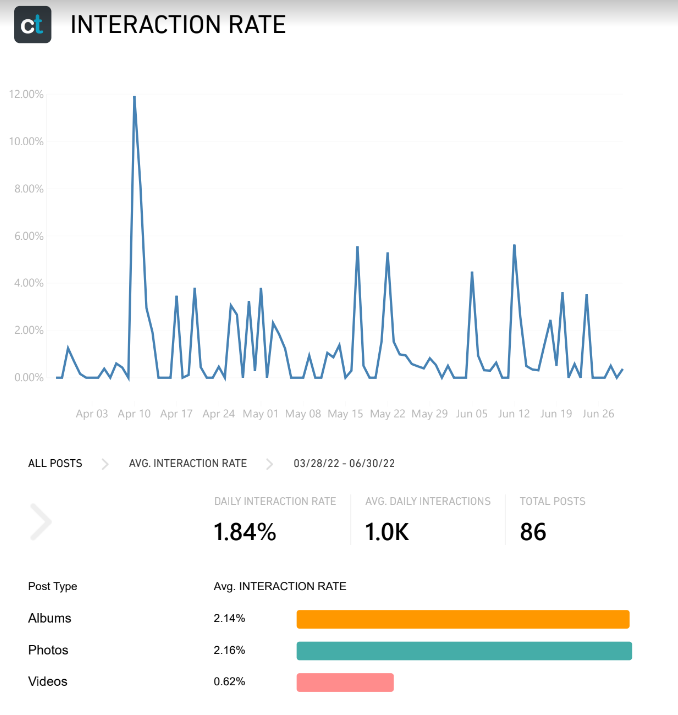 ct INTERACTION RATE
12.00%
10.00%
8.00%
6.00%
4.00%
2.00%
0.00%
Apr 03 Apr 10 Apr 17 Apr 24 May 01 May 08 May 15 May 22 May 29 Jun 05 Jun 12 Jun 19 Jun 26
ALL POSTS AVG. INTERACTION RATE 03/28/22 - 06/30/22
DAILY INTERACTION RATE AVG. DAILY INTERACTIONS TOTAL POSTS
1.84% 1.0K 86
Post Type Avg. INTERACTION RATE
Albums 2.14%
Photos 2.16%
Videos 0.62%